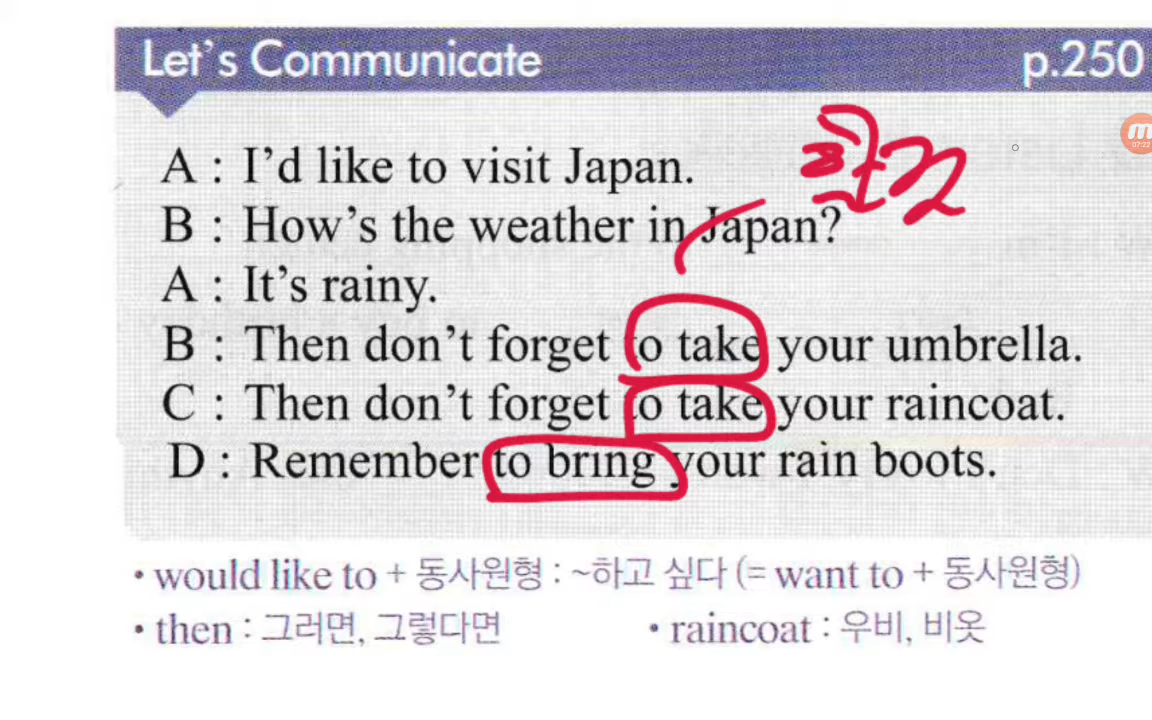 Let's Communicate p.250
A : I'd like to visit Japan.
B : How's the weather in Japan?
A : It's rainy.
B : Then don't forget to take your umbrella.
C : Then don't forget to take your raincoat.
D : Remember to bring your rain boots.
• would like to + 동사원형 : ~하고 싶다 (= want to + 동사원형)
• then : 그러면, 그렇다면 • raincoat : 우비, 비옷
07:22